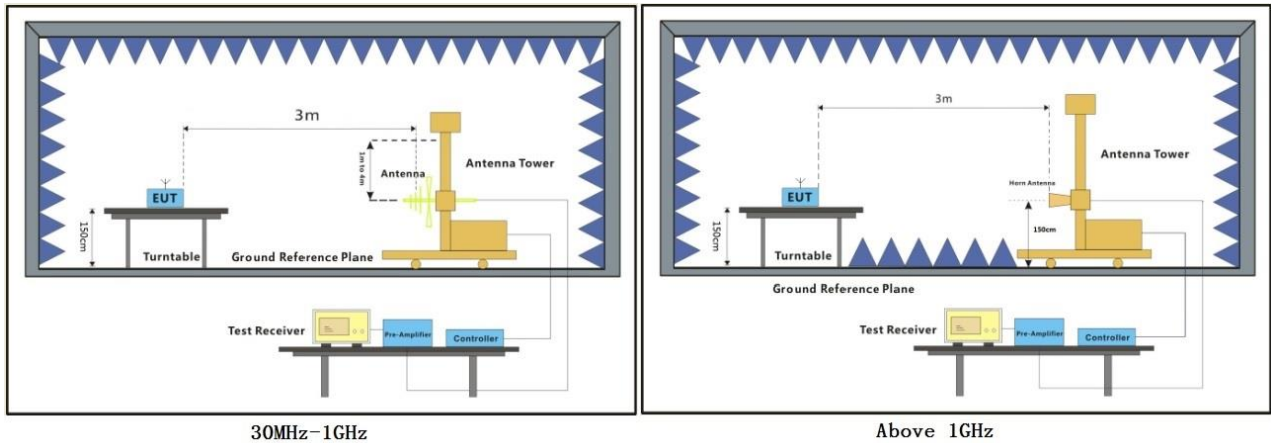 3m
1m to 4m
Antenna
Antenna Tower
EUT
150cm
Turntable
Ground Reference Plane
Test Receiver
Pre-Amplifier
Controller
30MHz-1GHz
3m
Antenna Tower
Horn Antenna
EUT
150cm
150cm
Turntable
Ground Reference Plane
Test Receiver
Pre-Amplifier
Controller
Above 1GHz